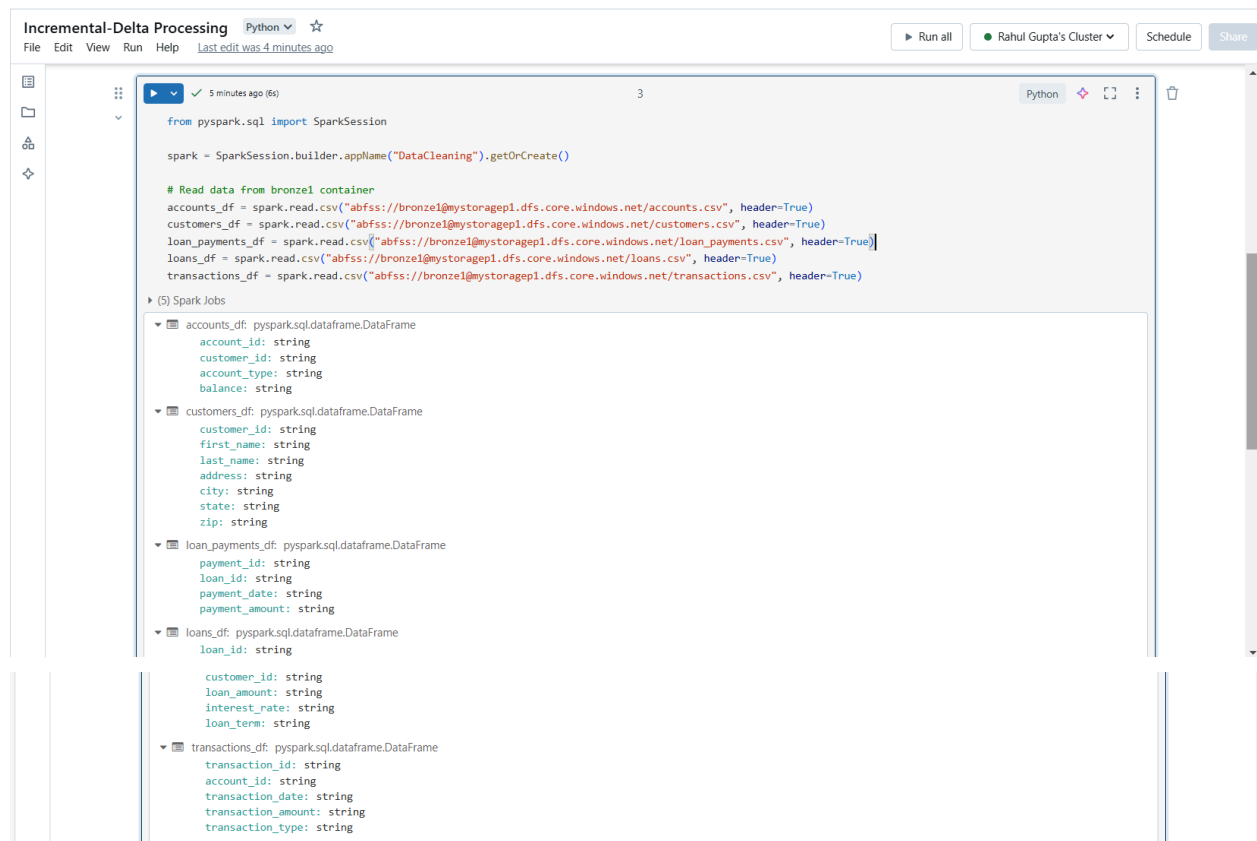 Incremental-Delta Processing Python
File Edit View Run Help Last edit was 4 minutes ago
Run all
Rahul Gupta's Cluster
Schedule
Share
5 minutes ago (6s)
3
Python
from pyspark.sql import SparkSession
spark = SparkSession.builder.appName("DataCleaning").getOrCreate()
# Read data from bronze1 container
accounts_df = spark.read.csv("abfss://bronze1@mystoragep1.dfs.core.windows.net/accounts.csv", header=True)
customers_df = spark.read.csv("abfss://bronze1@mystoragep1.dfs.core.windows.net/customers.csv", header=True)
loan_payments_df = spark.read.csv("abfss://bronze1@mystoragep1.dfs.core.windows.net/loan_payments.csv", header=True)
loans_df = spark.read.csv("abfss://bronze1@mystoragep1.dfs.core.windows.net/loans.csv", header=True)
transactions_df = spark.read.csv("abfss://bronze1@mystoragep1.dfs.core.windows.net/transactions.csv", header=True)
(5) Spark Jobs
accounts_df: pyspark.sql.dataframe.DataFrame
account_id: string
customer_id: string
account_type: string
balance: string
customers_df: pyspark.sql.dataframe.DataFrame
customer_id: string
first_name: string
last_name: string
address: string
city: string
state: string
zip: string
loan_payments_df: pyspark.sql.dataframe.DataFrame
payment_id: string
loan_id: string
payment_date: string
payment_amount: string
loans_df: pyspark.sql.dataframe.DataFrame
loan_id: string
customer_id: string
loan_amount: string
interest_rate: string
loan_term: string
transactions_df: pyspark.sql.dataframe.DataFrame
transaction_id: string
account_id: string
transaction_date: string
transaction_amount: string
transaction_type: string